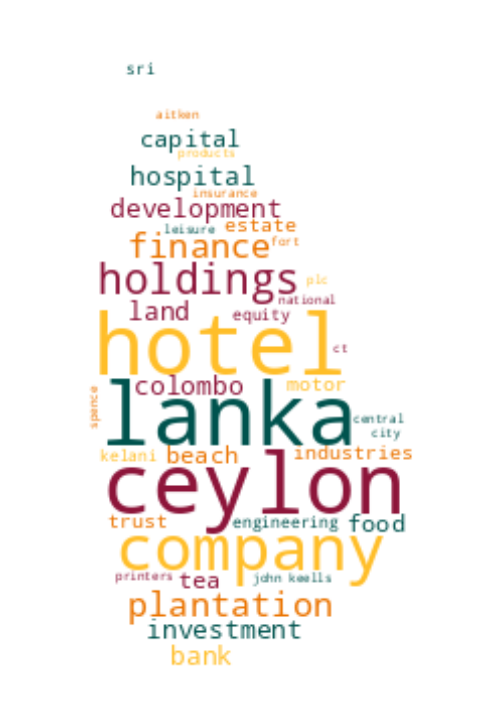 sri
aitken
capital
products
hospital
insurance
development
leisure estate
finance fort
holdings plc
national
land equity
hotel
ct
colombo motor
lanka
spence
central
city
kelani beach industries
ceylon
trust engineering food
company
printers tea john keells
plantation
investment
bank